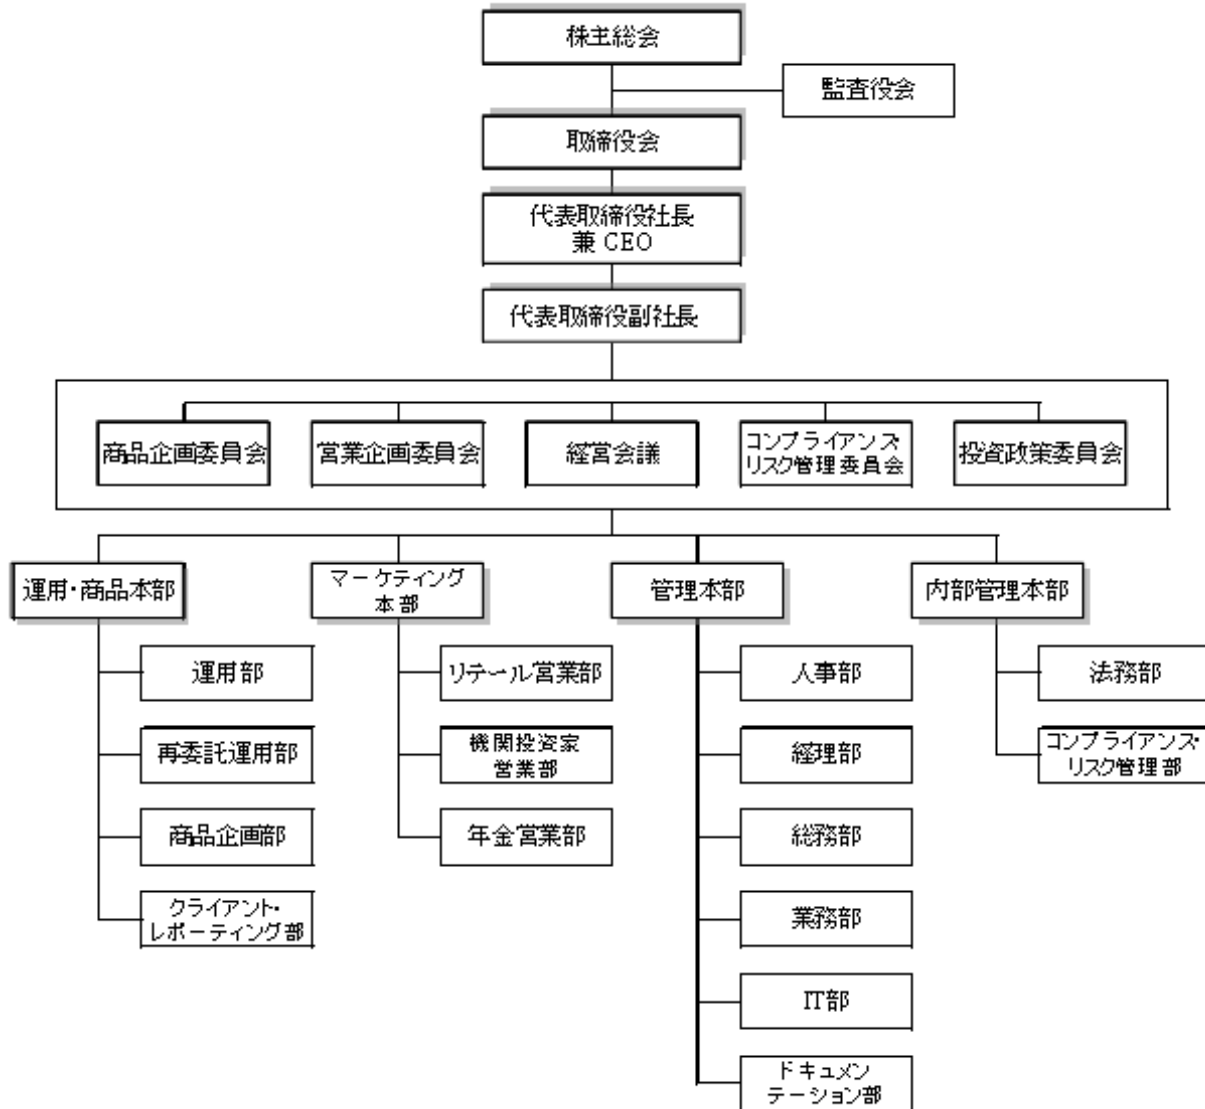 株主総会
監査役会
取締役会
代表取締役社長
兼 CEO
代表取締役副社長
商品企画委員会
営業企画委員会
経営会議
コンプライアンス・
リスク管理委員会
投資政策委員会
運用・商品本部
マーケティング
本部
管理本部
内部管理本部
運用部
リテール営業部
人事部
法務部
再委託運用部
機関投資家
営業部
経理部
コンプライアンス・
リスク管理部
商品企画部
年金営業部
総務部
クライアント・
レポーティング部
業務部
IT部
ドキュメン
テーション部